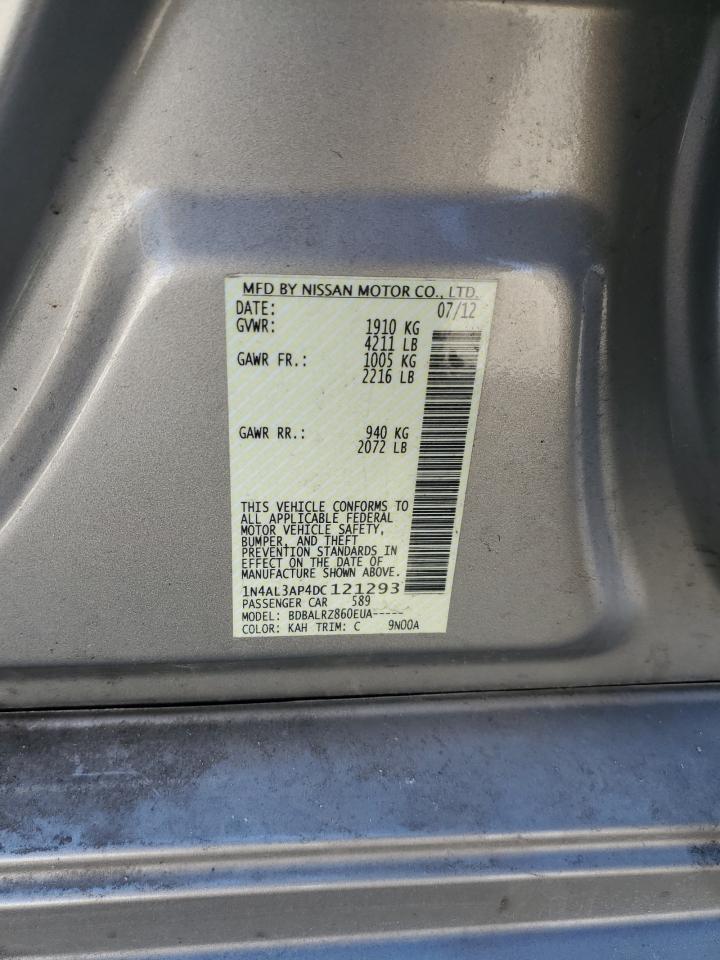 MFD BY NISSAN MOTOR CO., LTD.
DATE: 07/12
GVWR: 1910 KG
4211 LB
GAWR FR.: 1005 KG
2216 LB
GAWR RR.: 940 KG
2072 LB
THIS VEHICLE CONFORMS TO
ALL APPLICABLE FEDERAL
MOTOR VEHICLE SAFETY,
BUMPER, AND THEFT
PREVENTION STANDARDS IN
EFFECT ON THE DATE OF
MANUFACTURE SHOWN ABOVE.
1N4AL3AP4DC121293
PASSENGER CAR 589
MODEL: BDBALRZ860EUA-----
COLOR: KAH TRIM: C 9N00A